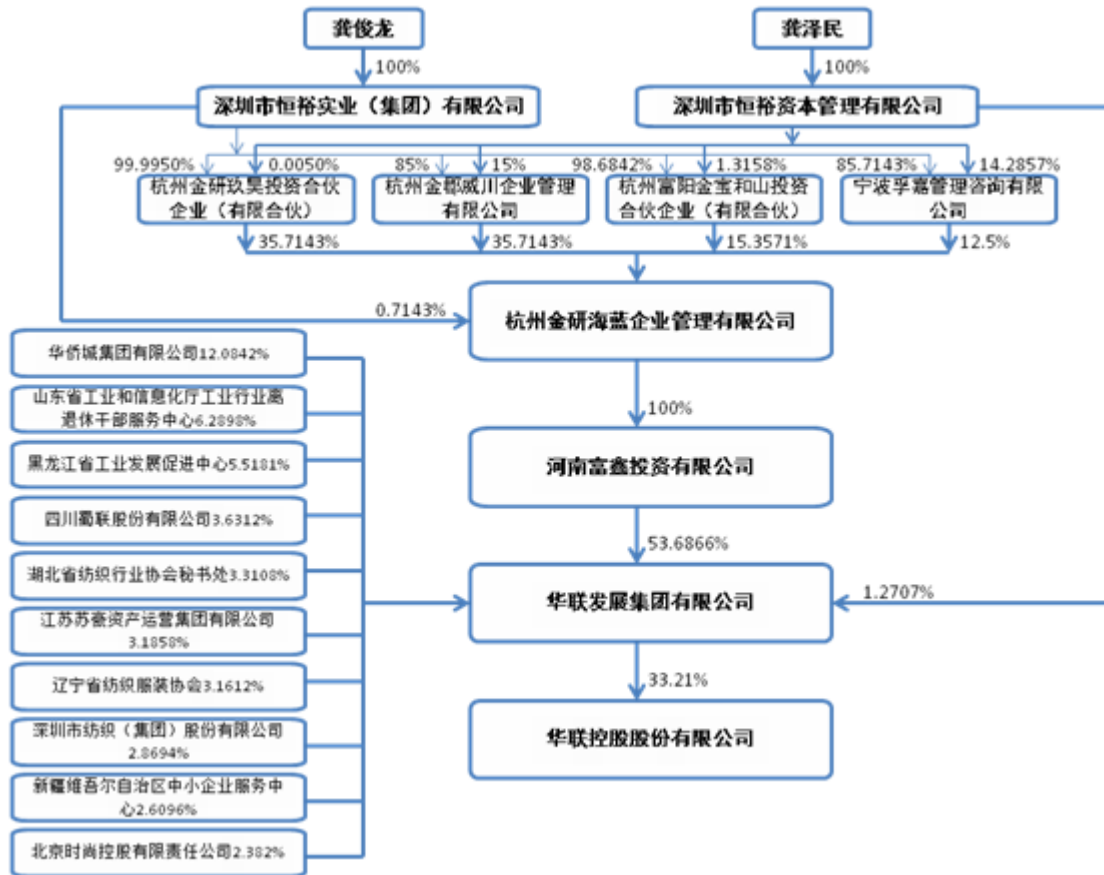 龚俊龙
龚泽民
100%
100%
深圳市恒裕实业（集团）有限公司
深圳市恒裕资本管理有限公司
99.9950%
0.0050%
85%
15%
98.6842%
1.3158%
85.7143%
14.2857%
杭州金研玖昊投资合伙
企业（有限合伙）
杭州金郡威川企业管理
有限公司
杭州富阳金宝和山投资
合伙企业（有限合伙）
宁波孚嘉管理咨询有限
公司
35.7143%
35.7143%
15.3571%
12.5%
0.7143%
杭州金研海蓝企业管理有限公司
100%
河南富鑫投资有限公司
53.6866%
华联发展集团有限公司
1.2707%
33.21%
华联控股股份有限公司
华侨城集团有限公司12.0842%
山东省工业和信息化厅工业行业离
退休干部服务中心6.2898%
黑龙江省工业发展促进中心5.5181%
四川蜀联股份有限公司3.6312%
湖北省纺织行业协会秘书处3.3108%
江苏苏豪资产运营集团有限公司
3.1858%
辽宁省纺织服装协会3.1612%
深圳市纺织（集团）股份有限公司
2.8694%
新疆维吾尔自治区中小企业服务中
心2.6096%
北京时尚控股有限责任公司2.382%